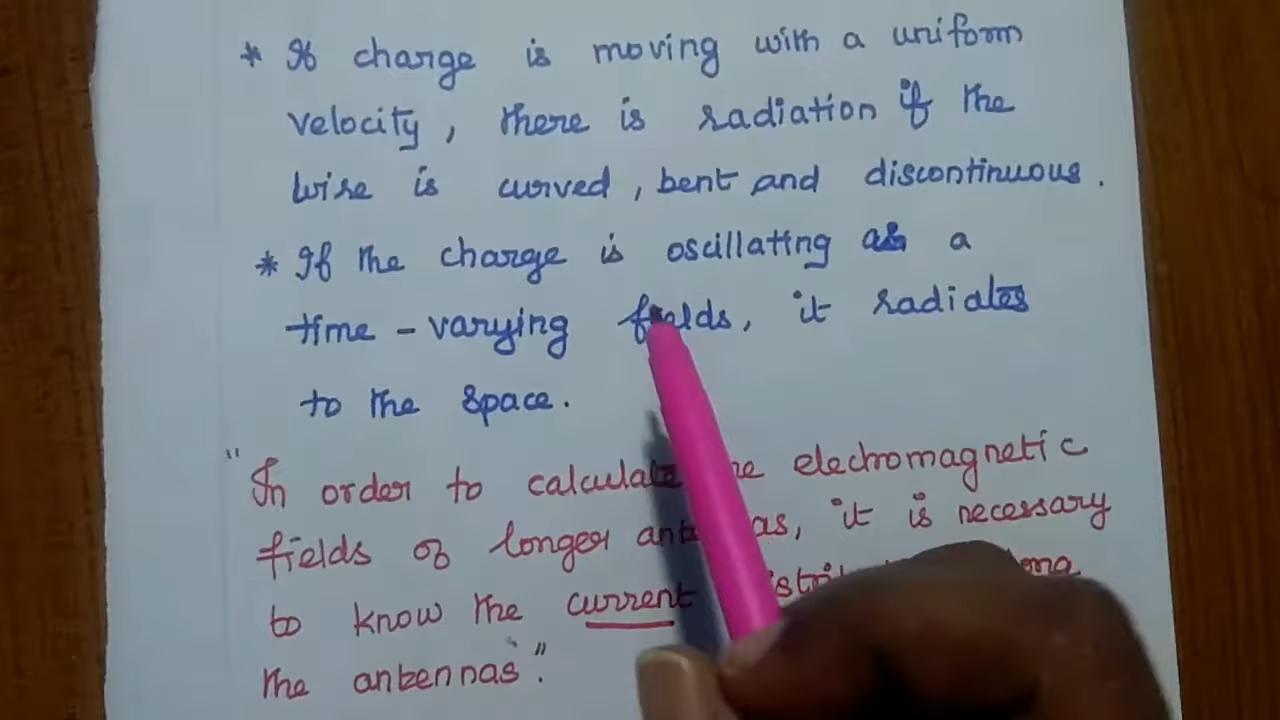 * If charge is moving with a uniform
velocity, there is radiation if the
wire is curved, bent and discontinuous.
* If the charge is oscillating as a
time-varying fields, it radiates
to the space.
"In order to calculate electromagnetic
fields of longer, it is necessary
to know the current
the antennas".